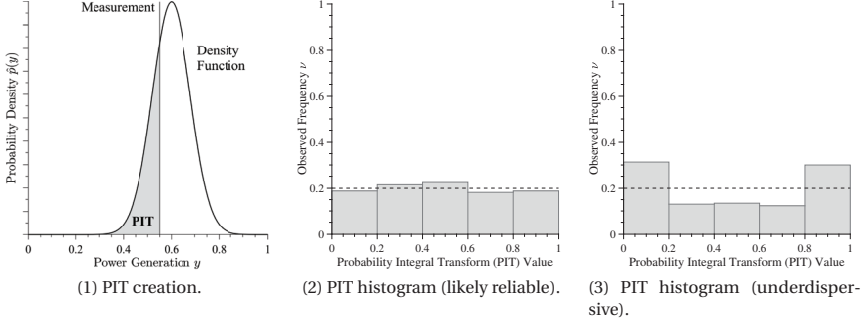 Measurement
Density
Function
PIT
Probability Density p̂(y)
0 0.2 0.4 0.6 0.8 1
Power Generation y
(1) PIT creation.
1
0.8
0.6
0.4
0.2
0
Observed Frequency ν
0 0.2 0.4 0.6 0.8 1
Probability Integral Transform (PIT) Value
(2) PIT histogram (likely reliable).
1
0.8
0.6
0.4
0.2
0
Observed Frequency ν
0 0.2 0.4 0.6 0.8 1
Probability Integral Transform (PIT) Value
(3) PIT histogram (underdisper-
sive).